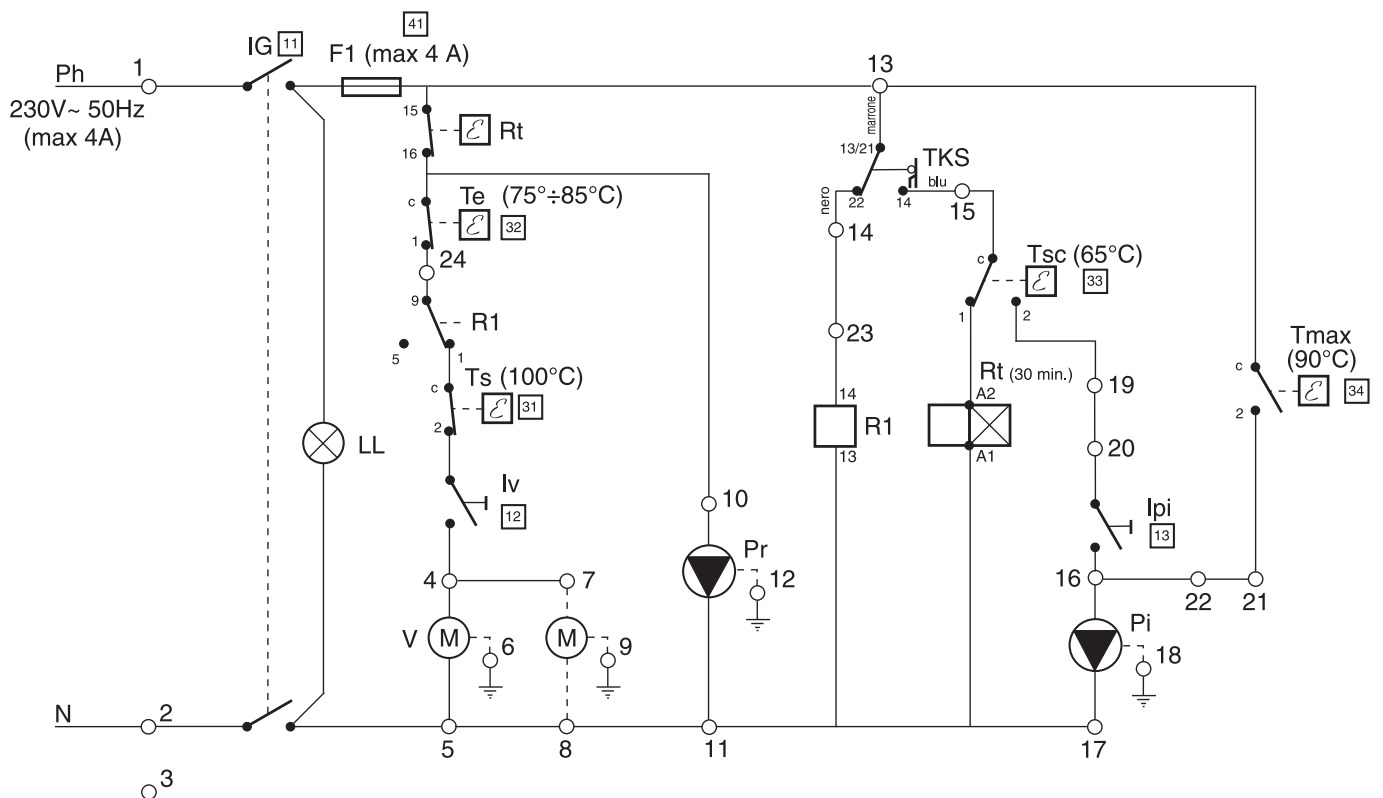 41
IG 11
F1 (max 4 A)
Ph
1
13
230V~ 50Hz
(max 4A)
15
Rt
16
marrone
13/21
TKS
nero
22
14
blu
15
14
Te (75°÷85°C)
c
ℰ
32
1
24
c
Tsc (65°C)
ℰ
33
1
2
9
R1
5
1
23
Tmax
(90°C)
c
ℰ
34
2
Ts (100°C)
c
ℰ
31
2
Rt (30 min.)
A2
A1
14
R1
13
19
20
LL
Iv
12
10
Ipi
13
Pr
12
4
7
16
22
21
V
M
6
M
9
Pi
18
N
2
5
8
11
17
3